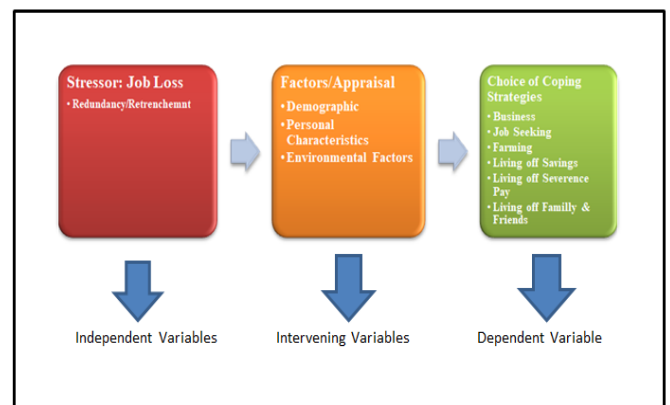 Stressor: Job Loss
• Redundancy/Retrenchemnt
Factors/Appraisal
• Demographic
• Personal
Characteristics
• Environmental Factors
Choice of Coping
Strategies
• Business
• Job Seeking
• Farming
• Living off Savings
• Living off Severence
Pay
• Living off Familly &
Friends
Independent Variables
Intervening Variables
Dependent Variable